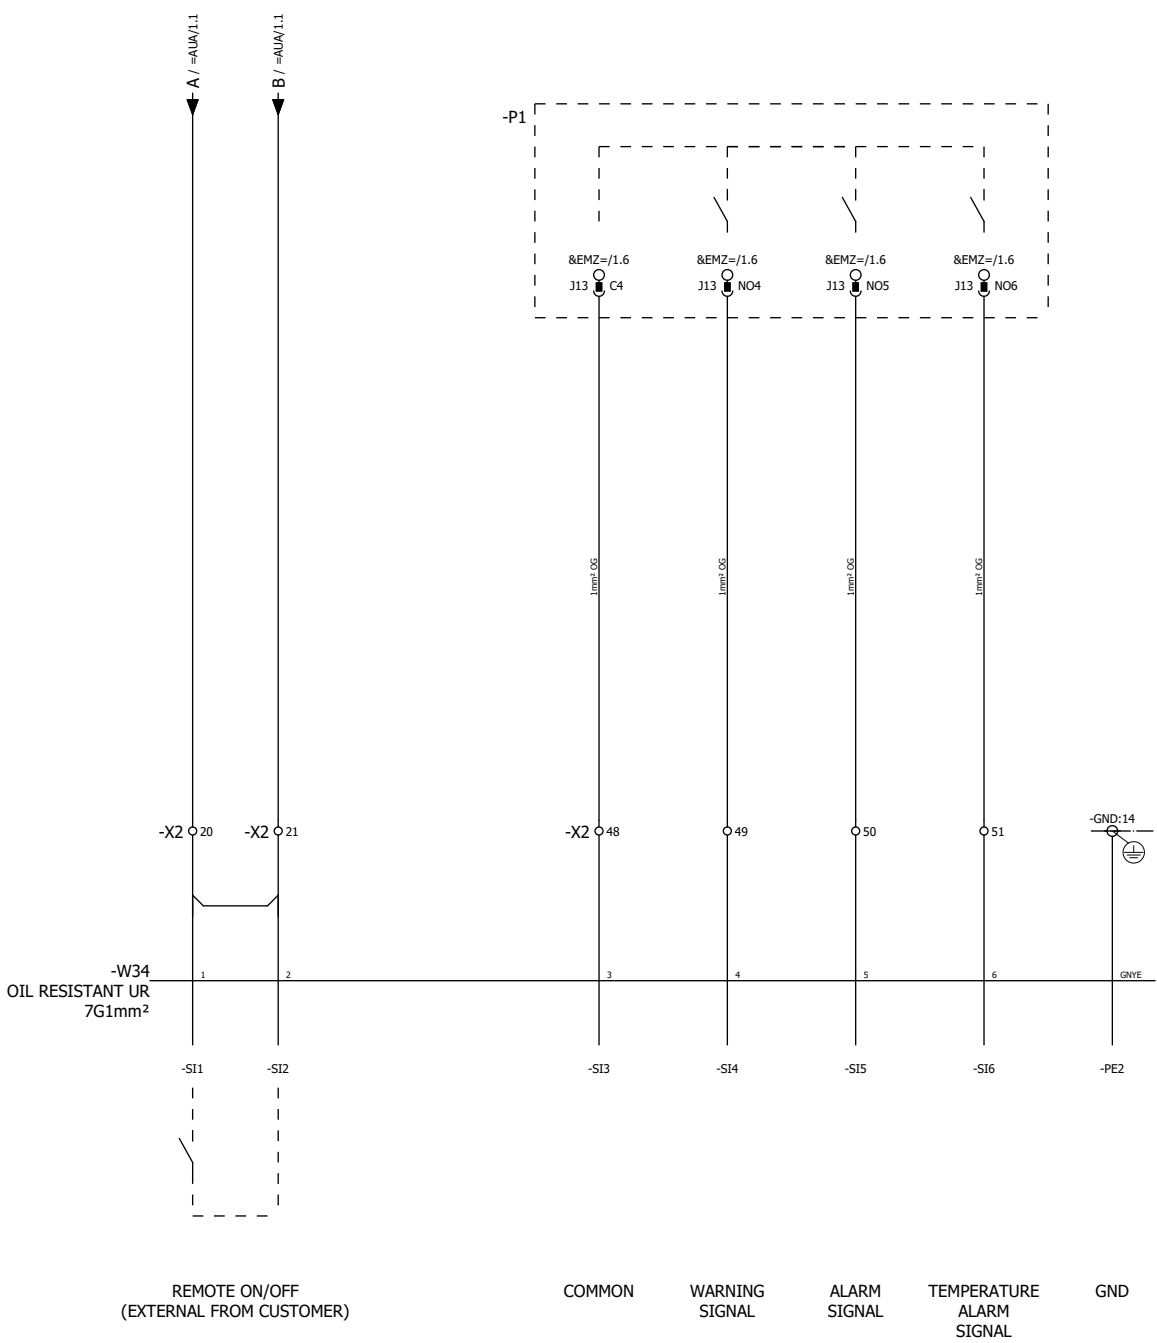 A / =AUA/1.1
B / =AUA/1.1
-P1
&EMZ=/1.6
&EMZ=/1.6
&EMZ=/1.6
&EMZ=/1.6
J13 C4
J13 NO4
J13 NO5
J13 NO6
1mm² OG
1mm² OG
1mm² OG
1mm² OG
-GND:14
-X2 20
-X2 21
-X2 48
49
50
51
-W34
OIL RESISTANT UR
7G1mm²
1
2
3
4
5
6
GNYE
-SI1
-SI2
-SI3
-SI4
-SI5
-SI6
-PE2
REMOTE ON/OFF
(EXTERNAL FROM CUSTOMER)
COMMON
WARNING
SIGNAL
ALARM
SIGNAL
TEMPERATURE
ALARM
SIGNAL
GND